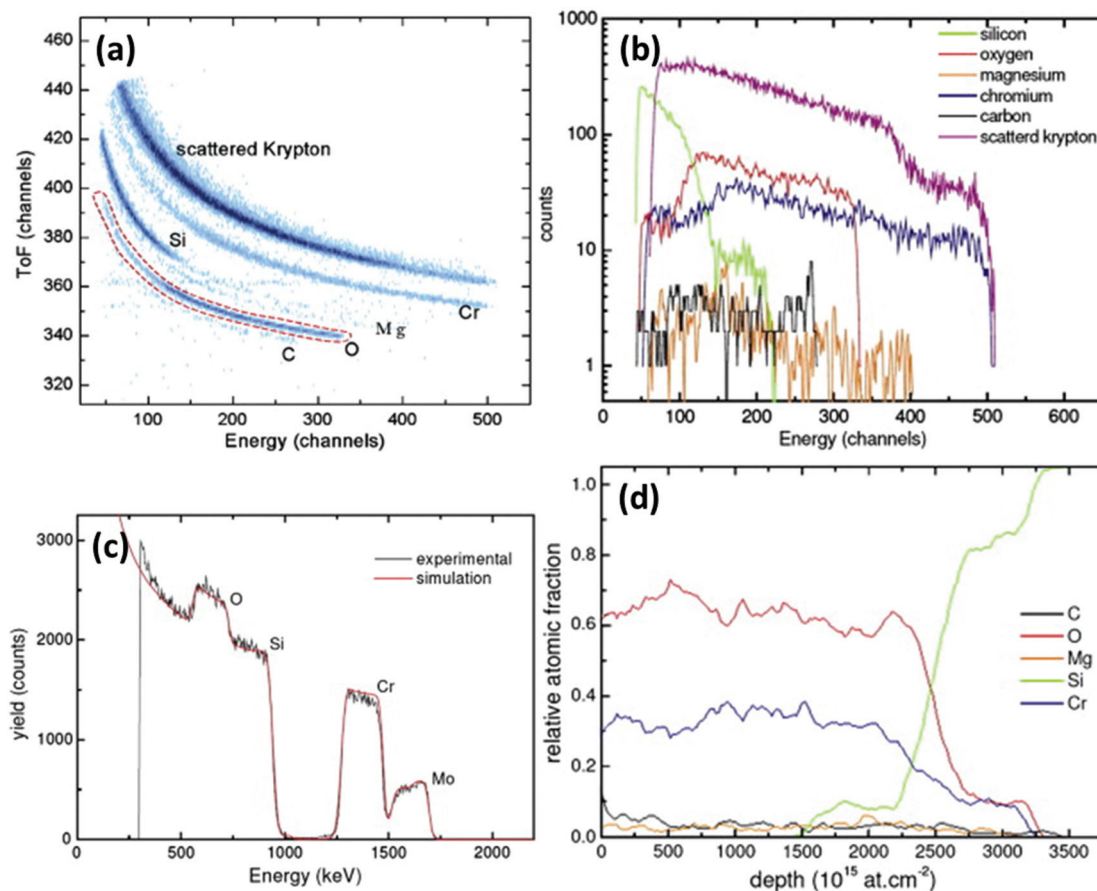 (a)
460
440
420
400
380
360
340
320
ToF (channels)
scattered Krypton
Si
Cr
Mg
O
C
100
200
300
400
500
Energy (channels)
(b)
1000
100
10
1
counts
silicon
oxygen
magnesium
chromium
carbon
scatterd krypton
0
100
200
300
400
500
600
Energy (channels)
(c)
3000
2000
1000
0
yield (counts)
experimental
simulation
O
Si
Cr
Mo
0
500
1000
1500
2000
Energy (keV)
(d)
1.0
0.8
0.6
0.4
0.2
0.0
relative atomic fraction
C
O
Mg
Si
Cr
0
500
1000
1500
2000
2500
3000
3500
depth (10¹⁵ at.cm⁻²)